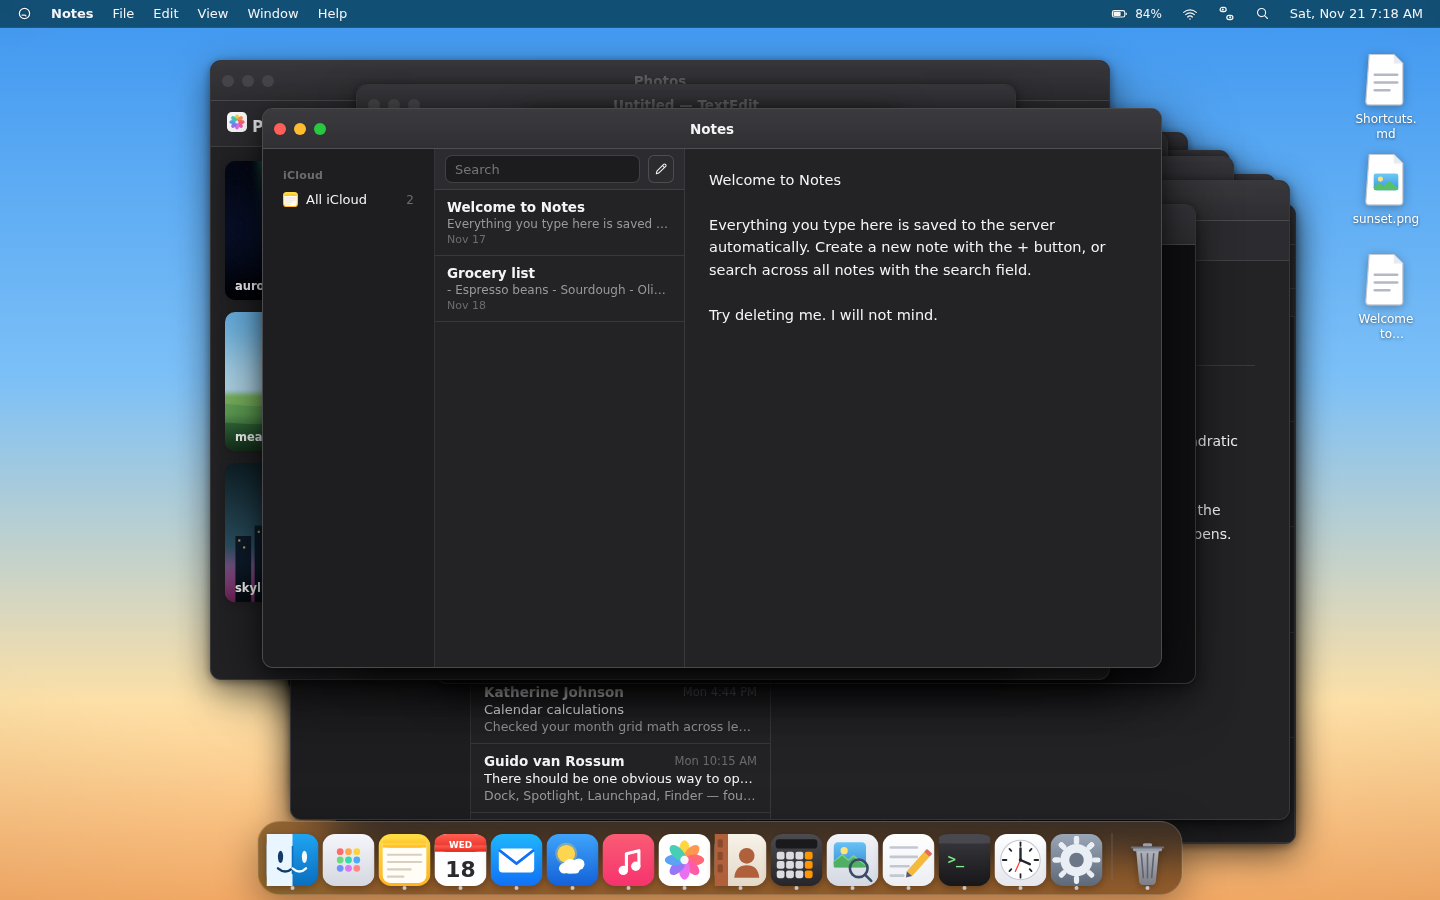 Notes File Edit View Window Help 84% Sat, Nov 21 7:18 AM
Photos
Untitled — TextEdit
Notes
iCloud
All iCloud 2
Search
Welcome to Notes
Everything you type here is saved ...
Nov 17
Grocery list
- Espresso beans - Sourdough - Oli...
Nov 18
Welcome to Notes
Everything you type here is saved to the server
automatically. Create a new note with the + button, or
search across all notes with the search field.
Try deleting me. I will not mind.
the
Katherine Johnson Mon 4:44 PM
Calendar calculations
Checked your month grid math across le...
Guido van Rossum Mon 10:15 AM
There should be one obvious way to op...
Dock, Spotlight, Launchpad, Finder — fou...
Shortcuts.
md
sunset.png
Welcome
to...
WED
18
>_